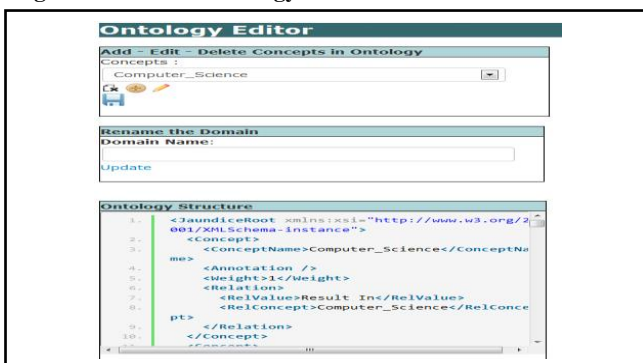 Ontology Editor
Add - Edit - Delete Concepts in Ontology
Concepts :
Computer_Science
Rename the Domain
Domain Name:
Update
Ontology Structure
1. <JaundiceRoot xmlns:xsi="http://www.w3.org/2
001/XMLSchema-instance">
2. <Concept>
3. <ConceptName>Computer_Science</ConceptNa
me>
4. <Annotation />
5. <Weight>1</Weight>
6. <Relation>
7. <RelValue>Result In</RelValue>
8. <RelConcept>Computer_Science</RelConce
pt>
9. </Relation>
10. </Concept>